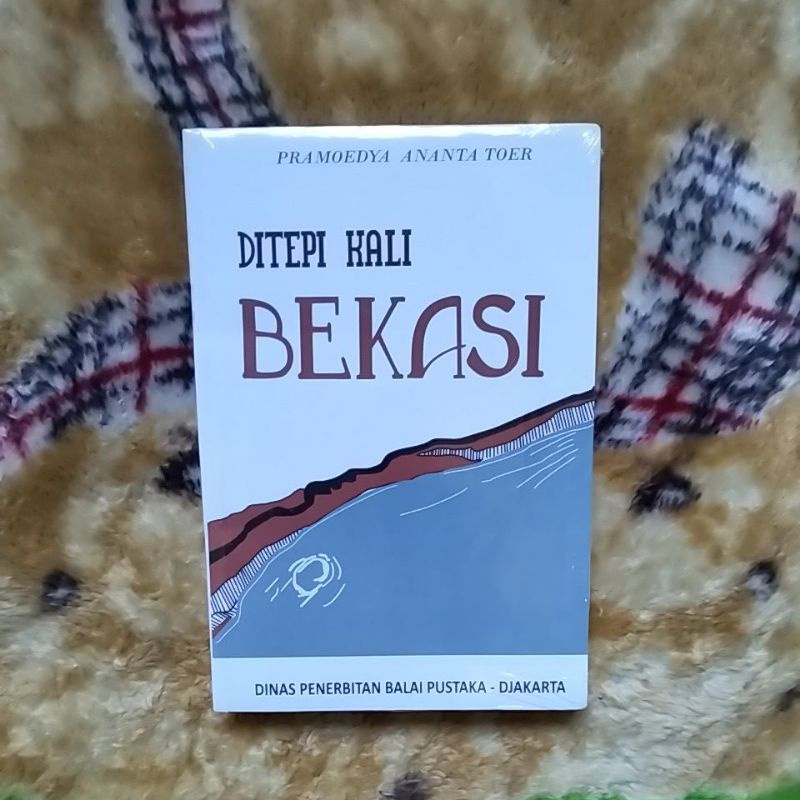 PRAMOEDYA ANANTA TOER
DITEPI KALI
BEKASI
DINAS PENERBITAN BALAI PUSTAKA - DJAKARTA